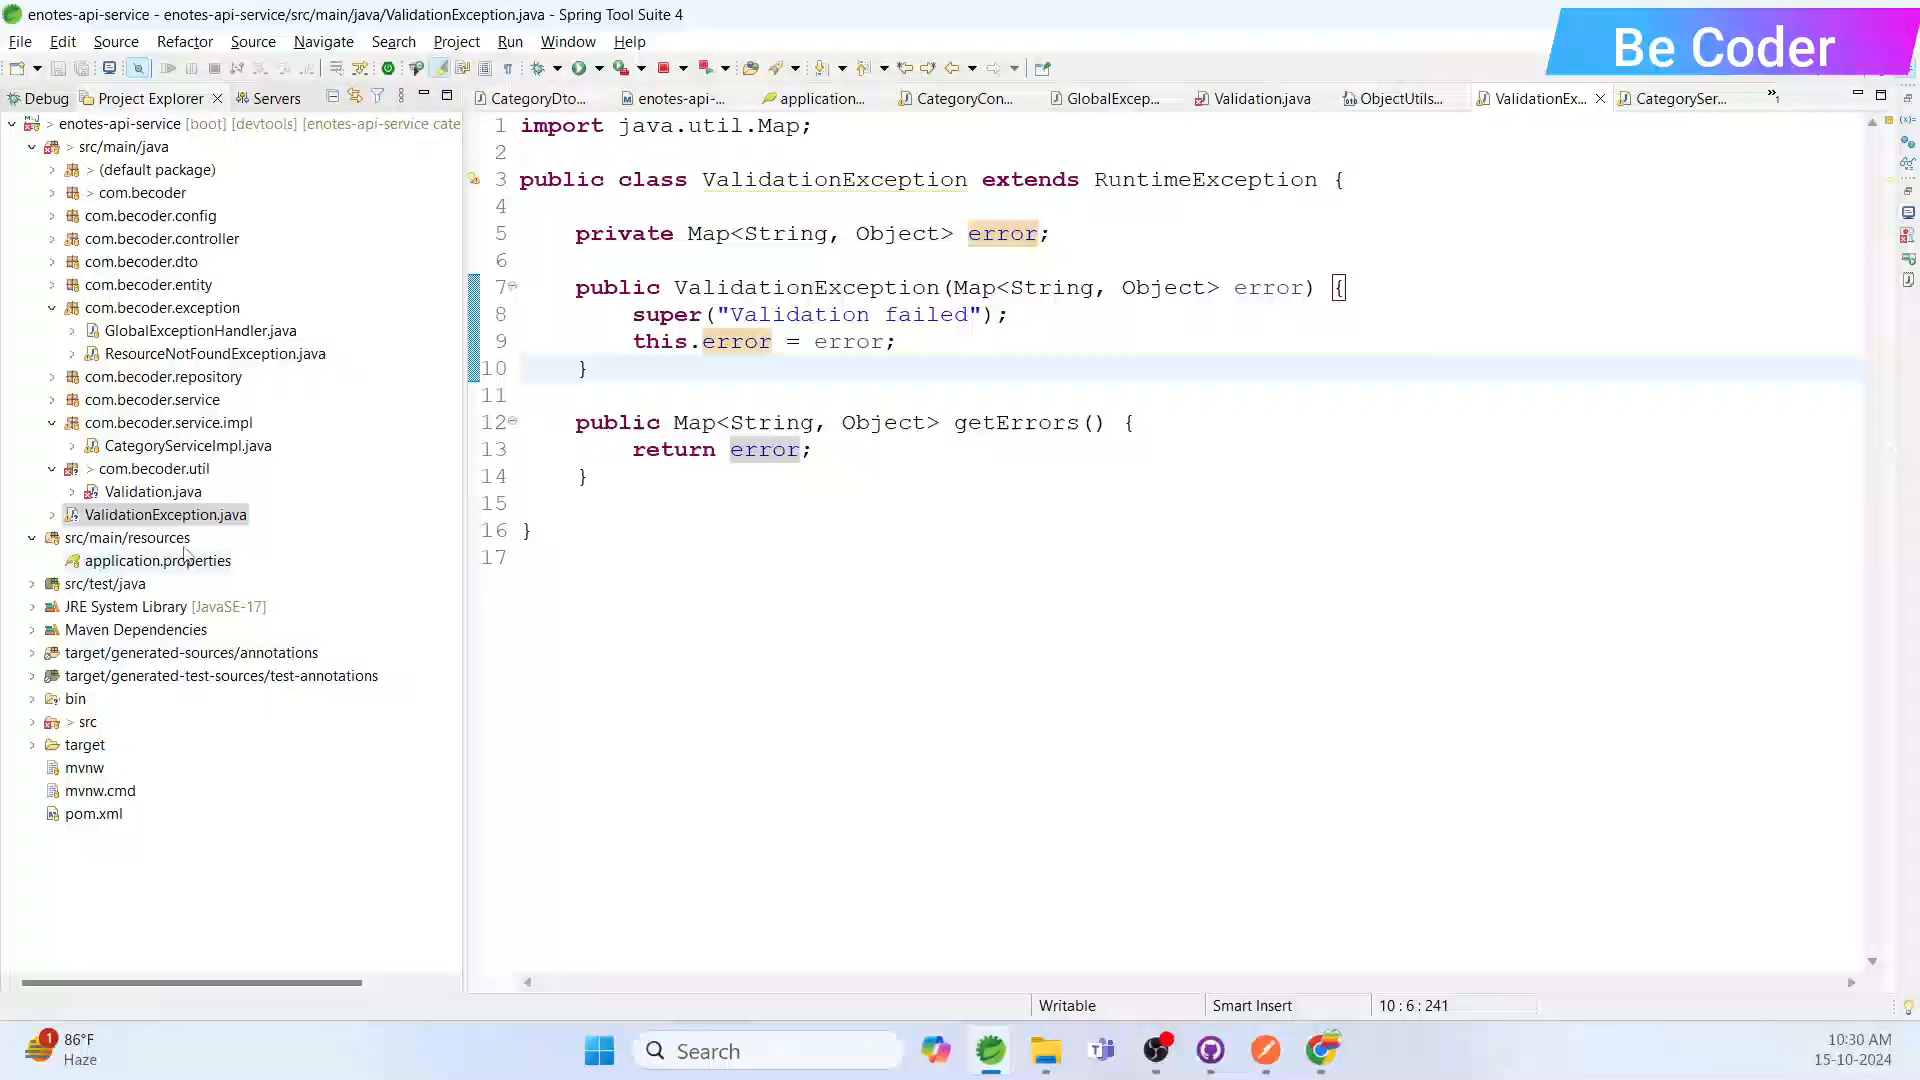 enotes-api-service - enotes-api-service/src/main/java/ValidationException.java - Spring Tool Suite 4
Be Coder
File Edit Source Refactor Source Navigate Search Project Run Window Help
Debug Project Explorer Servers
CategoryDto... enotes-api-... application... CategoryCon... GlobalExcep... Validation.java ObjectUtils... ValidationEx... CategorySer... 1
> enotes-api-service [boot] [devtools] [enotes-api-service cate
> src/main/java
> (default package)
> com.becoder
com.becoder.config
com.becoder.controller
com.becoder.dto
com.becoder.entity
com.becoder.exception
GlobalExceptionHandler.java
ResourceNotFoundException.java
com.becoder.repository
com.becoder.service
com.becoder.service.impl
CategoryServiceImpl.java
> com.becoder.util
Validation.java
ValidationException.java
src/main/resources
application.properties
src/test/java
JRE System Library [JavaSE-17]
Maven Dependencies
target/generated-sources/annotations
target/generated-test-sources/test-annotations
bin
> src
target
mvnw
mvnw.cmd
pom.xml
1 import java.util.Map;
2
3 public class ValidationException extends RuntimeException {
4
5 private Map<String, Object> error;
6
7 public ValidationException(Map<String, Object> error) {
8 super("Validation failed");
9 this.error = error;
10 }
11
12 public Map<String, Object> getErrors() {
13 return error;
14 }
15
16 }
17
Writable Smart Insert 10 : 6 : 241
1 86°F
Haze
Search
10:30 AM
15-10-2024